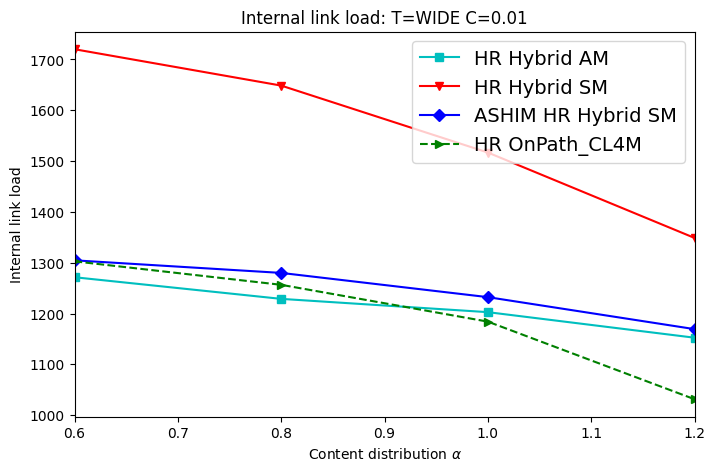 Internal link load: T=WIDE C=0.01
HR Hybrid AM
HR Hybrid SM
ASHIM HR Hybrid SM
HR OnPath_CL4M
Internal link load
1700
1600
1500
1400
1300
1200
1100
1000
0.6 0.7 0.8 0.9 1.0 1.1 1.2
Content distribution α